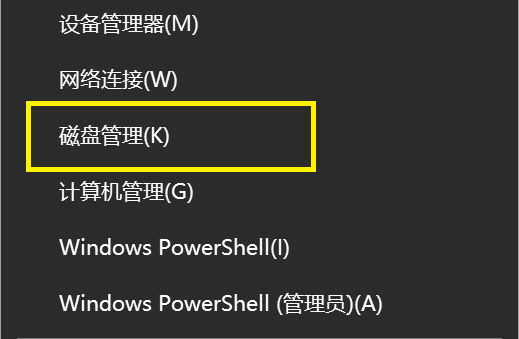 设备管理器(M)
网络连接(W)
磁盘管理(K)
计算机管理(G)
Windows PowerShell(I)
Windows PowerShell (管理员)(A)